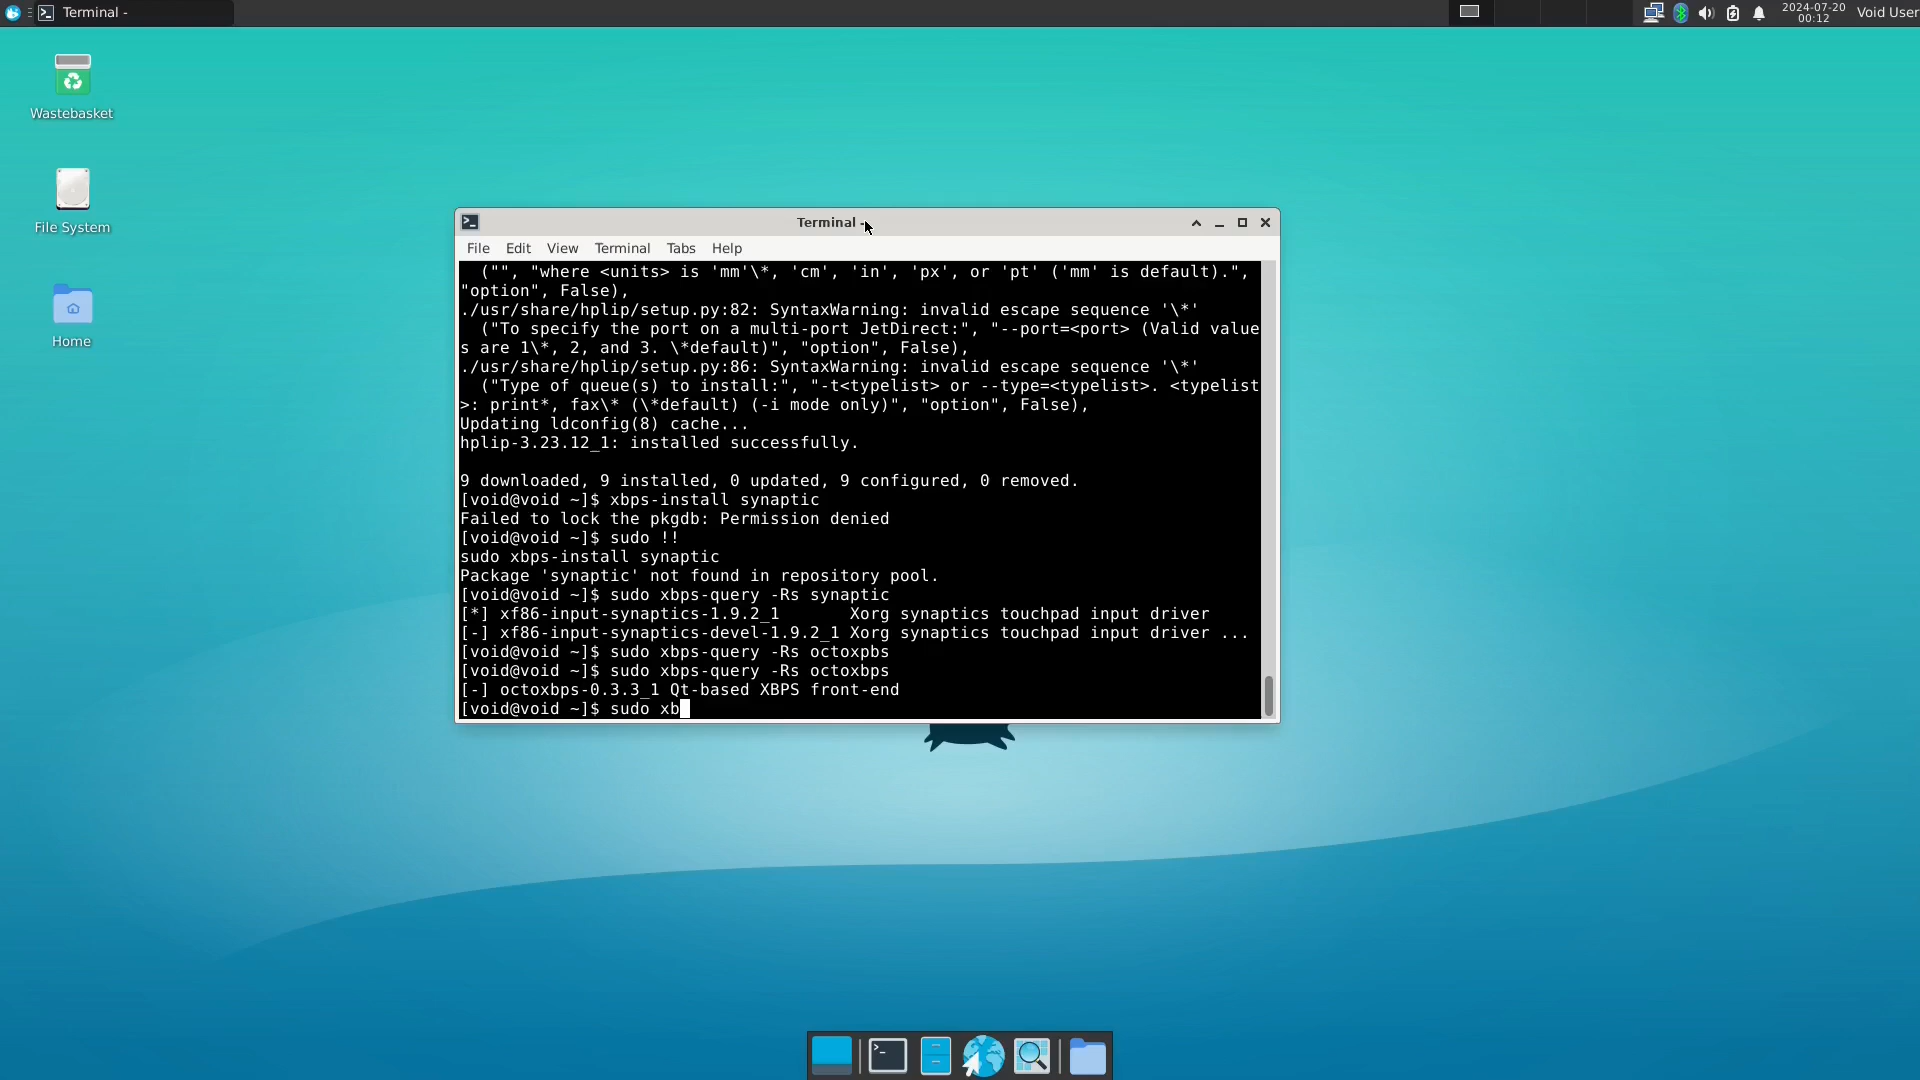 Terminal -
2024-07-20
00:12
Void User
Wastebasket
File System
Home
Terminal -
File Edit View Terminal Tabs Help
("", "where <units> is 'mm'\*, 'cm', 'in', 'px', or 'pt' ('mm' is default).",
"option", False),
./usr/share/hplip/setup.py:82: SyntaxWarning: invalid escape sequence '\*'
("To specify the port on a multi-port JetDirect:", "--port=<port> (Valid value
s are 1\*, 2, and 3. \*default)", "option", False),
./usr/share/hplip/setup.py:86: SyntaxWarning: invalid escape sequence '\*'
("Type of queue(s) to install:", "-t<typelist> or --type=<typelist>. <typelist
>: print*, fax\* (\*default) (-i mode only)", "option", False),
Updating ldconfig(8) cache...
hplip-3.23.12_1: installed successfully.
9 downloaded, 9 installed, 0 updated, 9 configured, 0 removed.
[void@void ~]$ xbps-install synaptic
Failed to lock the pkgdb: Permission denied
[void@void ~]$ sudo !!
sudo xbps-install synaptic
Package 'synaptic' not found in repository pool.
[void@void ~]$ sudo xbps-query -Rs synaptic
[*] xf86-input-synaptics-1.9.2_1       Xorg synaptics touchpad input driver
[-] xf86-input-synaptics-devel-1.9.2_1 Xorg synaptics touchpad input driver ...
[void@void ~]$ sudo xbps-query -Rs octoxpbs
[void@void ~]$ sudo xbps-query -Rs octoxbps
[-] octoxbps-0.3.3_1 Qt-based XBPS front-end
[void@void ~]$ sudo xb